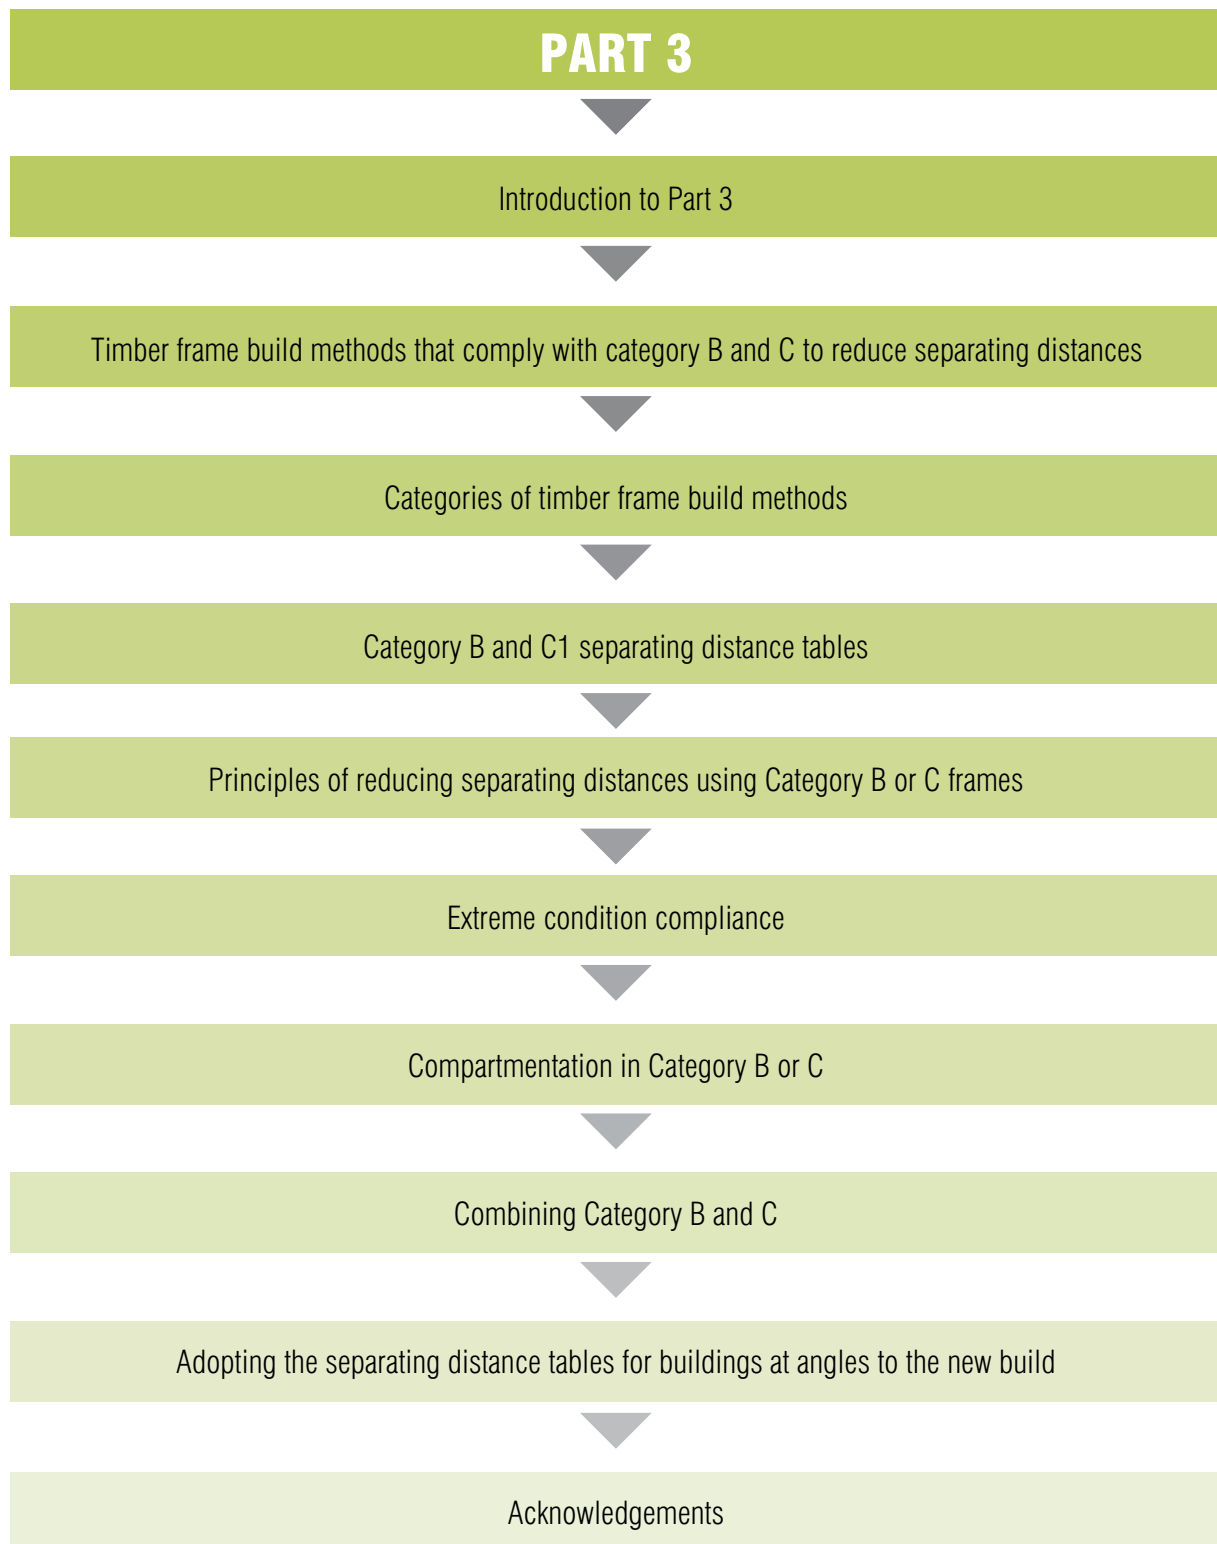 PART 3
Introduction to Part 3
Timber frame build methods that comply with category B and C to reduce separating distances
Categories of timber frame build methods
Category B and C1 separating distance tables
Principles of reducing separating distances using Category B or C frames
Extreme condition compliance
Compartmentation in Category B or C
Combining Category B and C
Adopting the separating distance tables for buildings at angles to the new build
Acknowledgements